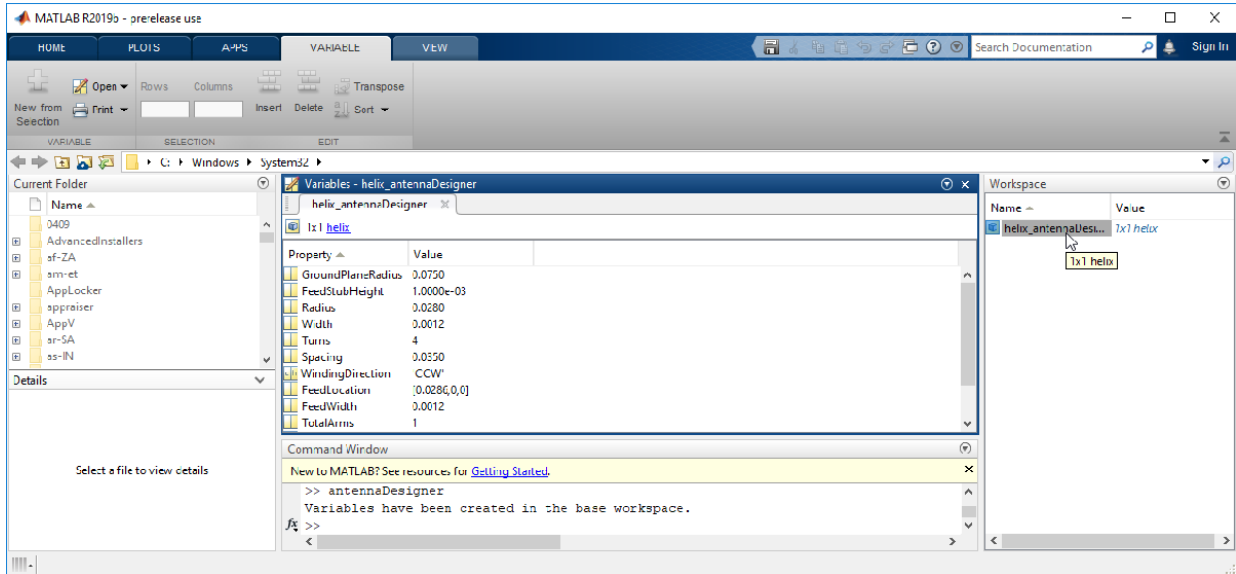 MATLAB R2019b - prerelease use
HOME PLOTS APPS VARIABLE VIEW Search Documentation Sign In
New from Selection Open Print Rows Columns Insert Delete Transpose Sort
VARIABLE SELECTION EDIT
C: Windows System32
Current Folder
Name
0409
AdvancedInstallers
af-ZA
am-et
AppLocker
appraiser
AppV
ar-SA
as-IN
Details
Select a file to view details
Variables - helix_antennaDesigner
helix_antennaDesigner
1x1 helix
Property Value
GroundPlaneRadius 0.0750
FeedStubHeight 1.0000e-03
Radius 0.0280
Width 0.0012
Turns 4
Spacing 0.0350
WindingDirection 'CCW'
FeedLocation [0.0286,0,0]
FeedWidth 0.0012
TotalArms 1
Command Window
New to MATLAB? See resources for Getting Started.
>> antennaDesigner
Variables have been created in the base workspace.
fx >>
Workspace
Name Value
helix_antennaDesi... 1x1 helix
1x1 helix